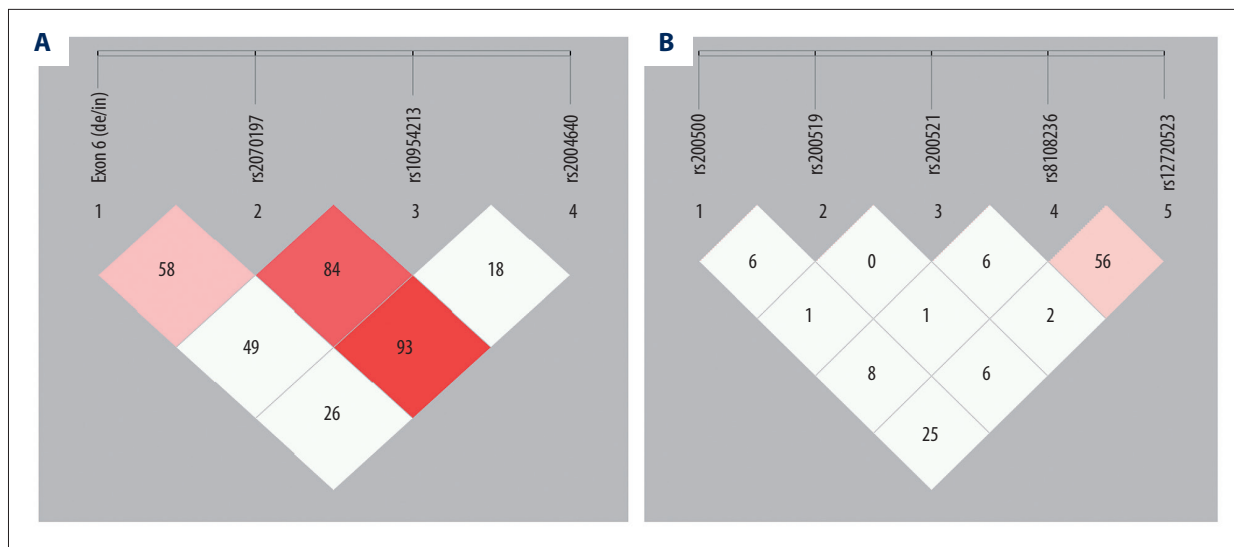 A
Exon 6 (de/in)
rs2070197
rs10954213
rs2004640
1 2 3 4
58 84 18
49 93
26
B
rs200500
rs200519
rs200521
rs8108236
rs12720523
1 2 3 4 5
6 0 6 56
1 1 2
8 6
25